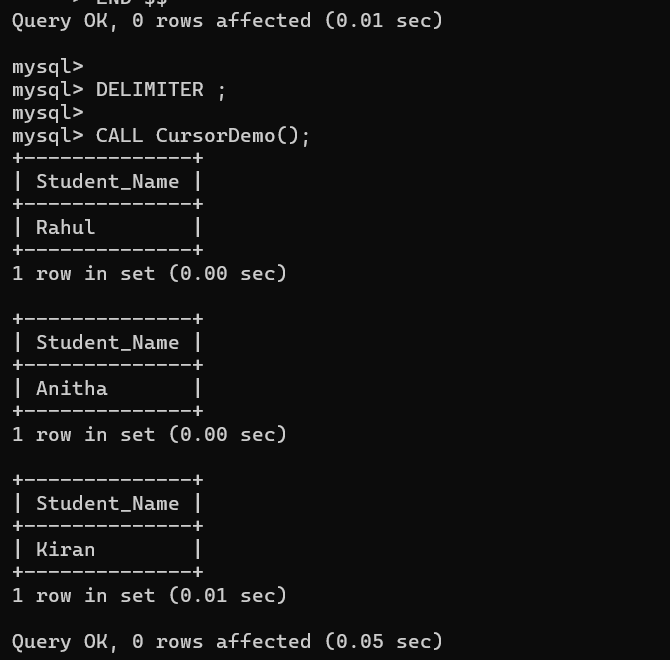 > END $$
Query OK, 0 rows affected (0.01 sec)
mysql>
mysql> DELIMITER ;
mysql>
mysql> CALL CursorDemo();
+--------------+
| Student_Name |
+--------------+
| Rahul        |
+--------------+
1 row in set (0.00 sec)
+--------------+
| Student_Name |
+--------------+
| Anitha       |
+--------------+
1 row in set (0.00 sec)
+--------------+
| Student_Name |
+--------------+
| Kiran        |
+--------------+
1 row in set (0.01 sec)
Query OK, 0 rows affected (0.05 sec)